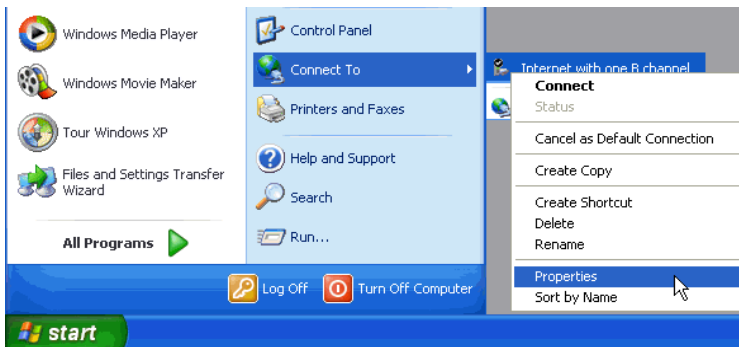 Windows Media Player
Windows Movie Maker
Tour Windows XP
Files and Settings Transfer
Wizard
All Programs
Control Panel
Connect To
Printers and Faxes
Help and Support
Search
Run...
Log Off
Turn Off Computer
start
Internet with one B channel
Connect
Status
Cancel as Default Connection
Create Copy
Create Shortcut
Delete
Rename
Properties
Sort by Name